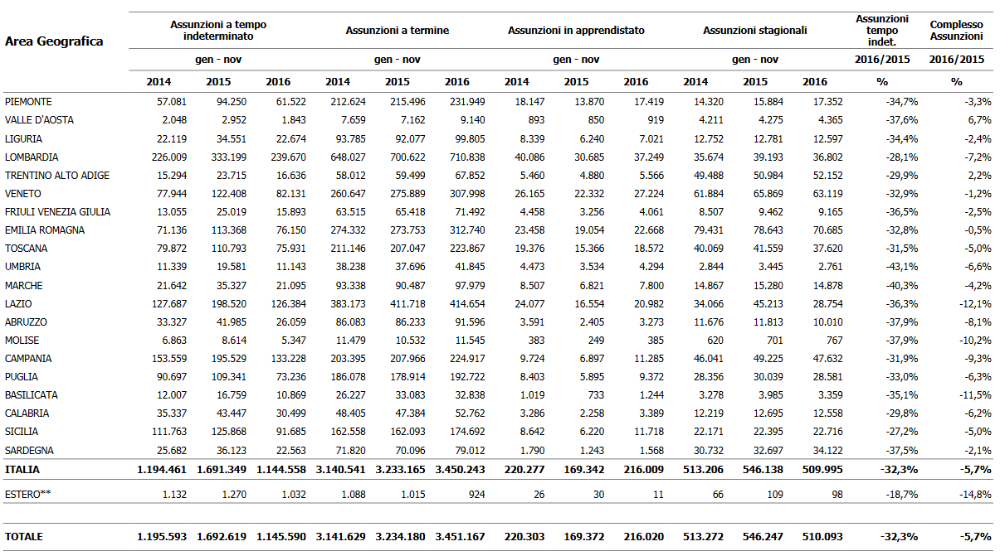 Area Geografica Assunzioni a tempo indeterminato Assunzioni a termine Assunzioni in apprendistato Assunzioni stagionali Assunzioni tempo indet. Complesso Assunzioni
gen - nov gen - nov gen - nov gen - nov 2016/2015 2016/2015
2014 2015 2016 2014 2015 2016 2014 2015 2016 2014 2015 2016 % %
PIEMONTE 57.081 94.250 61.522 212.624 215.496 231.949 18.147 13.870 17.419 14.320 15.884 17.352 -34,7% -3,3%
VALLE D'AOSTA 2.048 2.952 1.843 7.659 7.162 9.140 893 850 919 4.211 4.275 4.365 -37,6% 6,7%
LIGURIA 22.119 34.551 22.674 93.785 92.077 99.805 8.339 6.240 7.021 12.752 12.781 12.597 -34,4% -2,4%
LOMBARDIA 226.009 333.199 239.670 648.027 700.622 710.838 40.086 30.685 37.249 35.674 39.193 36.802 -28,1% -7,2%
TRENTINO ALTO ADIGE 15.294 23.715 16.636 58.012 59.499 67.852 5.460 4.880 5.566 49.488 50.984 52.152 -29,9% 2,2%
VENETO 77.944 122.408 82.131 260.647 275.889 307.998 26.165 22.332 27.224 61.884 65.869 63.119 -32,9% -1,2%
FRIULI VENEZIA GIULIA 13.055 25.019 15.893 63.515 65.418 71.492 4.458 3.256 4.061 8.507 9.462 9.165 -36,5% -2,5%
EMILIA ROMAGNA 71.136 113.368 76.150 274.332 273.753 312.740 23.458 19.054 22.668 79.431 78.643 70.685 -32,8% -0,5%
TOSCANA 79.872 110.793 75.931 211.146 207.047 223.867 19.376 15.366 18.572 40.069 41.559 37.620 -31,5% -5,0%
UMBRIA 11.339 19.581 11.143 38.238 37.696 41.845 4.473 3.534 4.294 2.844 3.445 2.761 -43,1% -6,6%
MARCHE 21.642 35.327 21.095 93.338 90.487 97.979 8.507 6.821 7.800 14.867 15.280 14.878 -40,3% -4,2%
LAZIO 127.687 198.520 126.384 383.173 411.718 414.654 24.077 16.554 20.982 34.066 45.213 28.754 -36,3% -12,1%
ABRUZZO 33.327 41.985 26.059 86.083 86.233 91.596 3.591 2.405 3.273 11.676 11.813 10.010 -37,9% -8,1%
MOLISE 6.863 8.614 5.347 11.479 10.532 11.545 383 249 385 620 701 767 -37,9% -10,2%
CAMPANIA 153.559 195.529 133.228 203.395 207.966 224.917 9.724 6.897 11.285 46.041 49.225 47.632 -31,9% -9,3%
PUGLIA 90.697 109.341 73.236 186.078 178.914 192.722 8.403 5.895 9.372 28.356 30.039 28.581 -33,0% -6,3%
BASILICATA 12.007 16.759 10.869 26.227 33.083 32.838 1.019 733 1.244 3.278 3.985 3.359 -35,1% -11,5%
CALABRIA 35.337 43.447 30.499 48.405 47.384 52.762 3.286 2.258 3.389 12.219 12.695 12.558 -29,8% -6,2%
SICILIA 111.763 125.868 91.685 162.558 162.093 174.692 8.642 6.220 11.718 22.171 22.395 22.716 -27,2% -5,0%
SARDEGNA 25.682 36.123 22.563 71.820 70.096 79.012 1.790 1.243 1.568 30.732 32.697 34.122 -37,5% -2,1%
ITALIA 1.194.461 1.691.349 1.144.558 3.140.541 3.233.165 3.450.243 220.277 169.342 216.009 513.206 546.138 509.995 -32,3% -5,7%
ESTERO** 1.132 1.270 1.032 1.088 1.015 924 26 30 11 66 109 98 -18,7% -14,8%
TOTALE 1.195.593 1.692.619 1.145.590 3.141.629 3.234.180 3.451.167 220.303 169.372 216.020 513.272 546.247 510.093 -32,3% -5,7%